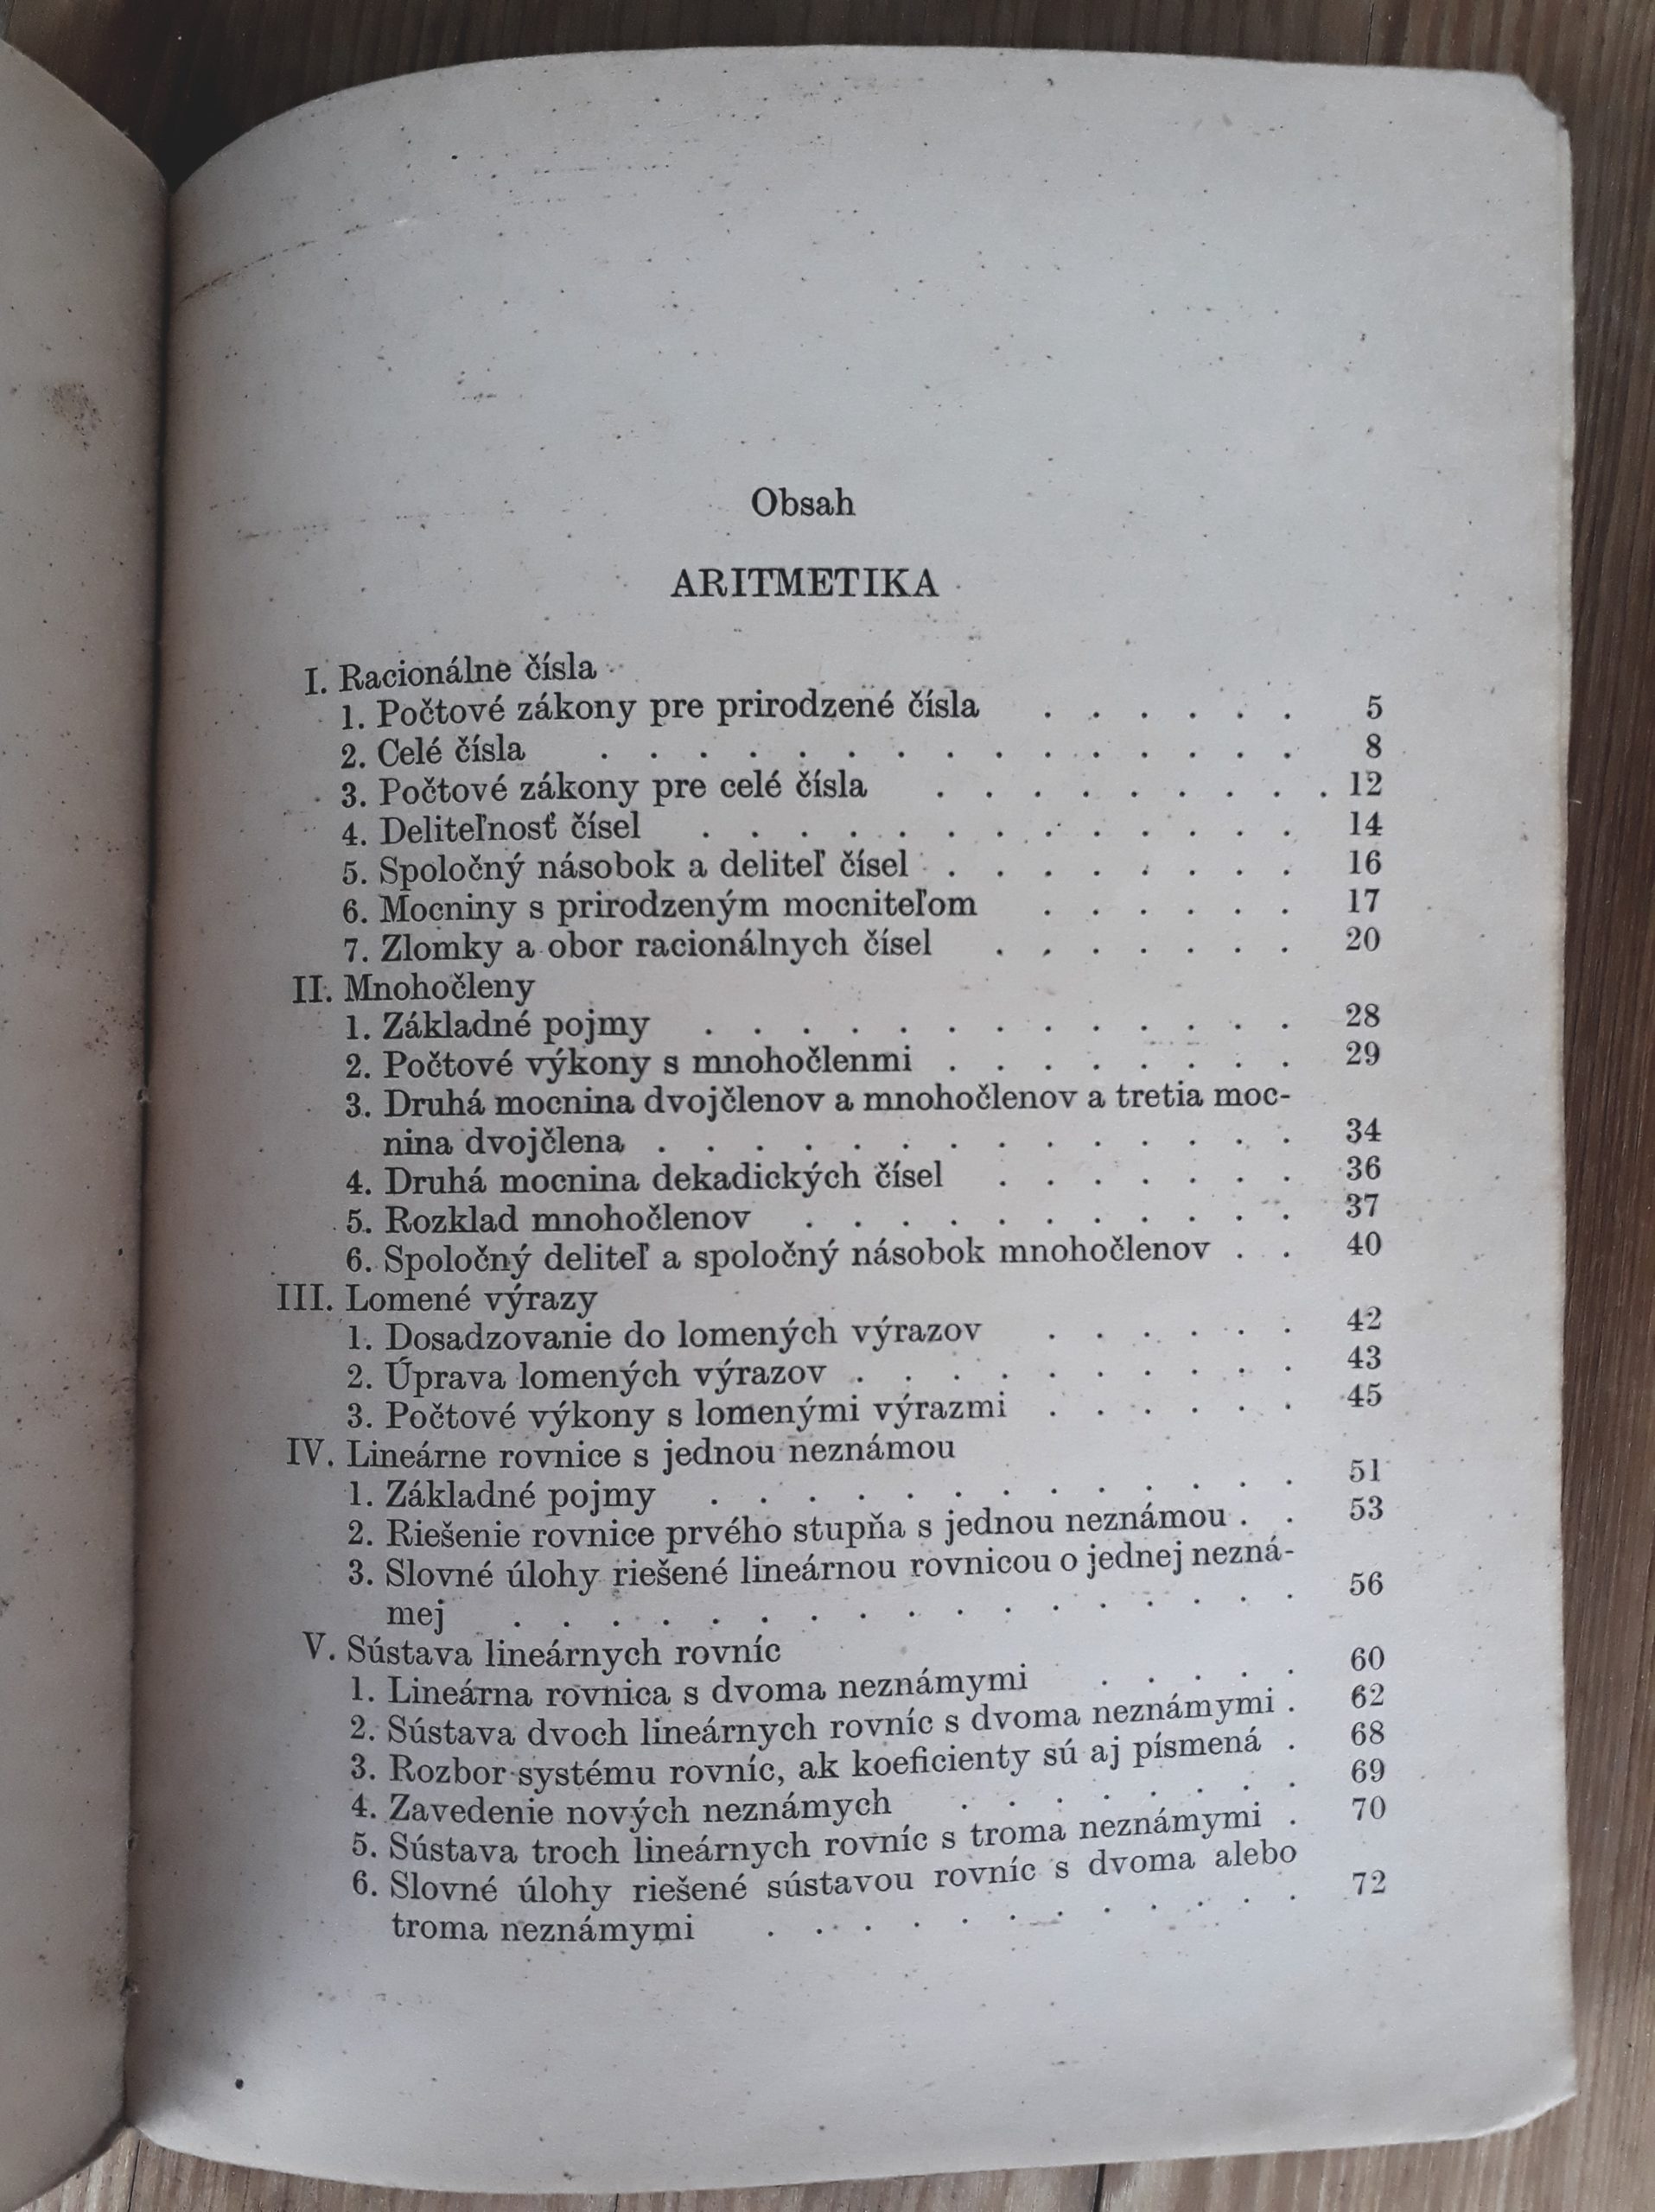 Obsah
ARITMETIKA
I. Racionálne čísla
1. Počtové zákony pre prirodzené čísla . . . . . . 5
2. Celé čísla . . . . . . . . . . . . . . . 8
3. Počtové zákony pre celé čísla . . . . . . . . . 12
4. Deliteľnosť čísel . . . . . . . . . . . . . 14
5. Spoločný násobok a deliteľ čísel . . . . . . . . 16
6. Mocniny s prirodzeným mocniteľom . . . . . . 17
7. Zlomky a obor racionálnych čísel . . . . . . . 20
II. Mnohočleny
1. Základné pojmy . . . . . . . . . . . . . 28
2. Počtové výkony s mnohočlenmi . . . . . . . . 29
3. Druhá mocnina dvojčlenov a mnohočlenov a tretia moc-
nina dvojčlena . . . . . . . . . . . . . . 34
4. Druhá mocnina dekadických čísel . . . . . . . 36
5. Rozklad mnohočlenov . . . . . . . . . . . 37
6. Spoločný deliteľ a spoločný násobok mnohočlenov . . 40
III. Lomené výrazy
1. Dosadzovanie do lomených výrazov . . . . . . 42
2. Úprava lomených výrazov . . . . . . . . . . 43
3. Počtové výkony s lomenými výrazmi . . . . . . 45
IV. Lineárne rovnice s jednou neznámou
1. Základné pojmy . . . . . . . . . . . . . 51
2. Riešenie rovnice prvého stupňa s jednou neznámou . . 53
3. Slovné úlohy riešené lineárnou rovnicou o jednej nezná-
mej . . . . . . . . . . . . . . . . . 56
V. Sústava lineárnych rovníc
1. Lineárna rovnica s dvoma neznámymi . . . . . 60
2. Sústava dvoch lineárnych rovníc s dvoma neznámymi . 62
3. Rozbor systému rovníc, ak koeficienty sú aj písmená . 68
4. Zavedenie nových neznámych . . . . . . . . 69
5. Sústava troch lineárnych rovníc s troma neznámymi . 70
6. Slovné úlohy riešené sústavou rovníc s dvoma alebo
troma neznámymi . . . . . . . . . . . . 72